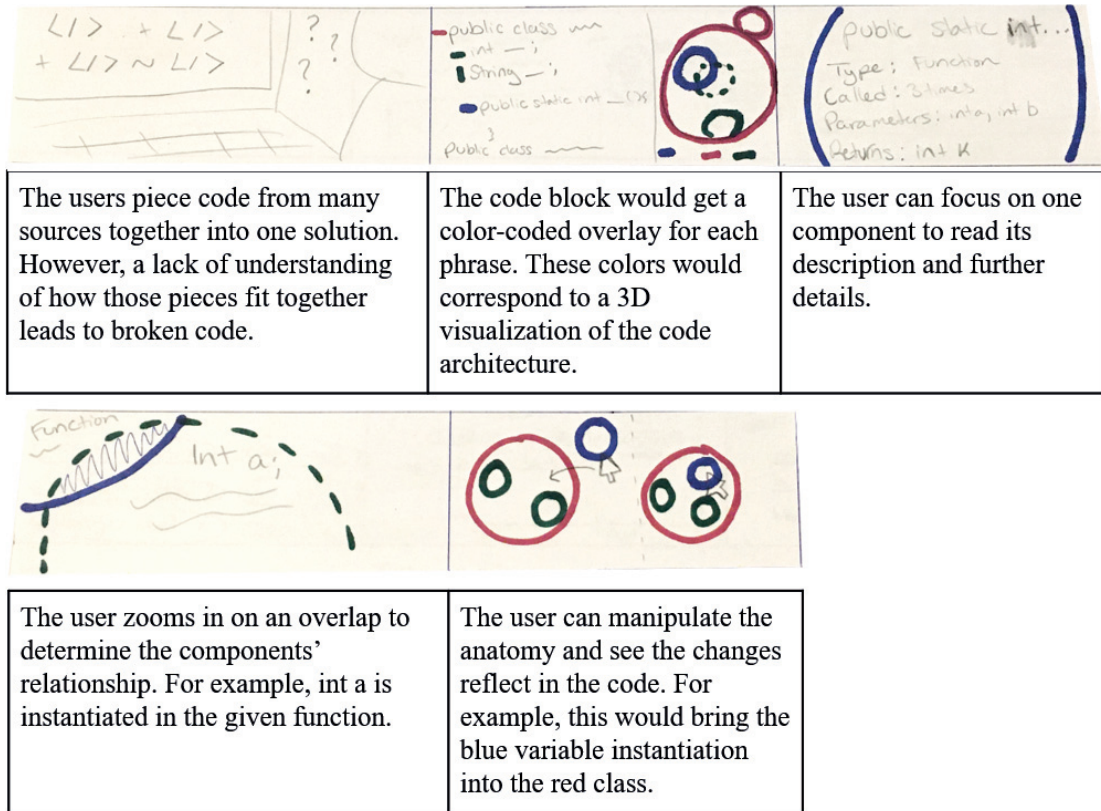 </> + </>
+ </> ~ </>
?
?
?
public class
int — ;
String — ;
public static int _ () {
}
public class
public static int...
Type: Function
Called: 3 times
Parameters: int a, int b
Returns: int K
The users piece code from many
sources together into one solution.
However, a lack of understanding
of how those pieces fit together
leads to broken code.
The code block would get a
color-coded overlay for each
phrase. These colors would
correspond to a 3D
visualization of the code
architecture.
The user can focus on one
component to read its
description and further
details.
Function
Int a;
The user zooms in on an overlap to
determine the components’
relationship. For example, int a is
instantiated in the given function.
The user can manipulate the
anatomy and see the changes
reflect in the code. For
example, this would bring the
blue variable instantiation
into the red class.